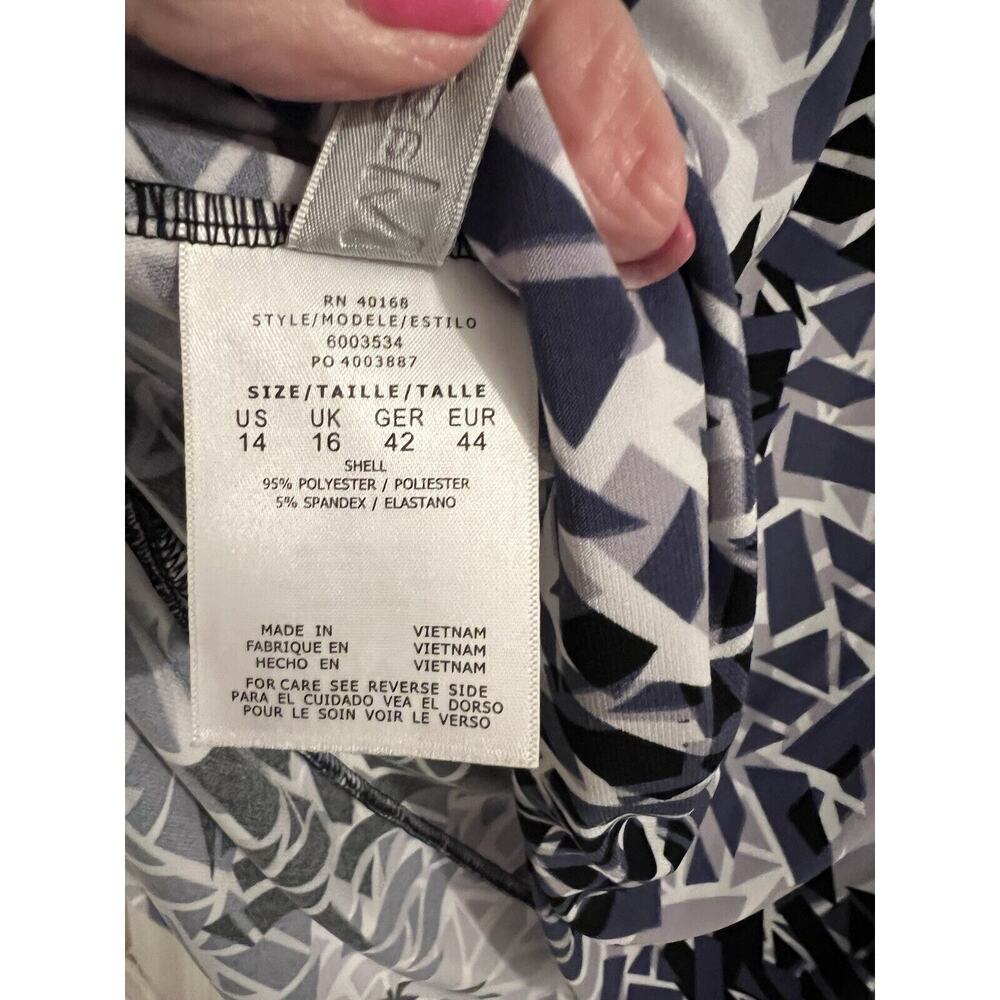 RN 40168
STYLE/MODELE/ESTILO
6003534
PO 4003887
SIZE/TAILLE/TALLE
US UK GER EUR
14 16 42 44
SHELL
95% POLYESTER / POLIESTER
5% SPANDEX / ELASTANO
MADE IN VIETNAM
FABRIQUE EN VIETNAM
HECHO EN VIETNAM
FOR CARE SEE REVERSE SIDE
PARA EL CUIDADO VEA EL DORSO
POUR LE SOIN VOIR LE VERSO